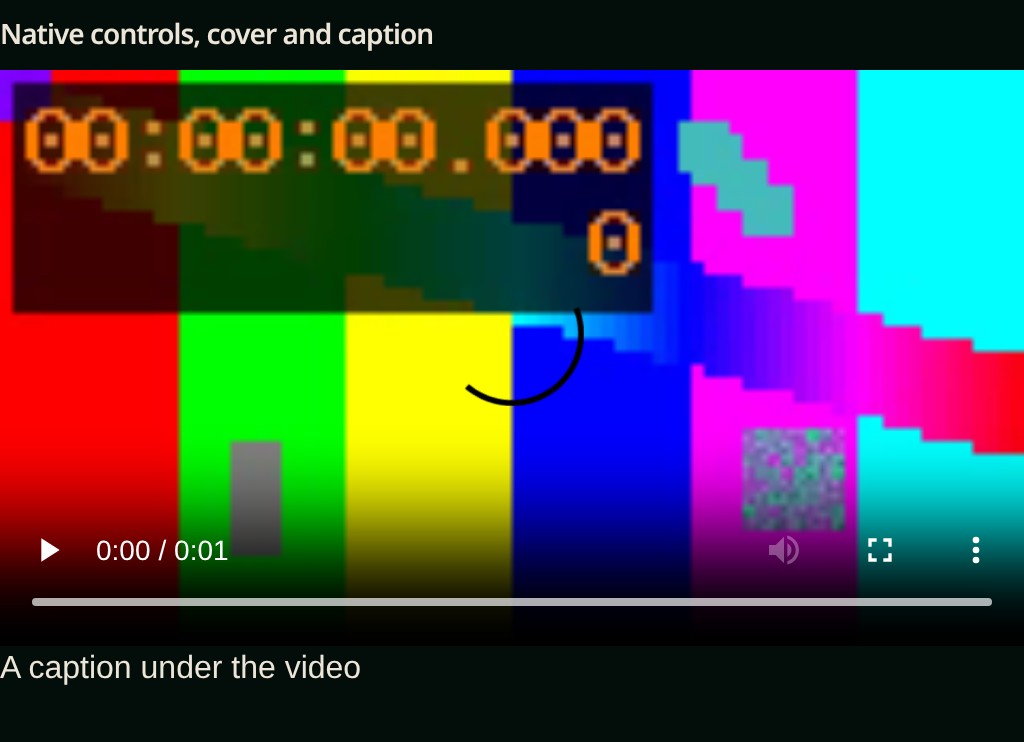 Native controls, cover and caption
00:00:00.000
0
0:00 / 0:01
A caption under the video